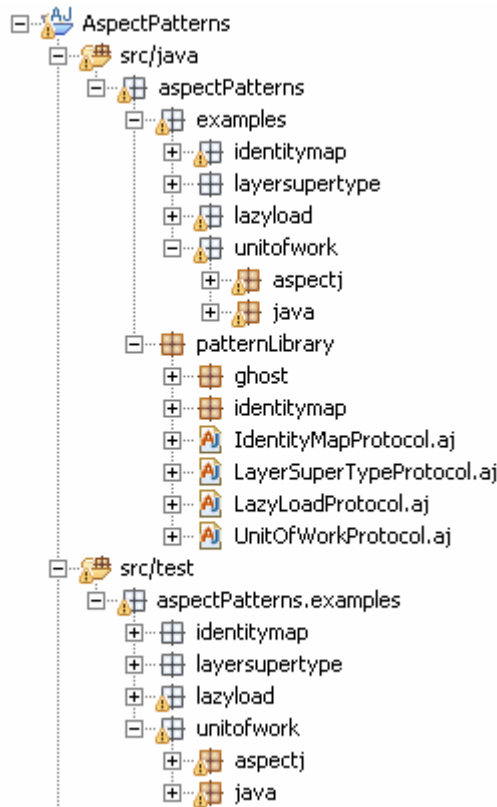 AspectPatterns
src/java
aspectPatterns
examples
identitymap
layersupertype
lazyload
unitofwork
aspectj
java
patternLibrary
ghost
identitymap
IdentityMapProtocol.aj
LayerSuperTypeProtocol.aj
LazyLoadProtocol.aj
UnitOfWorkProtocol.aj
src/test
aspectPatterns.examples
identitymap
layersupertype
lazyload
unitofwork
aspectj
java